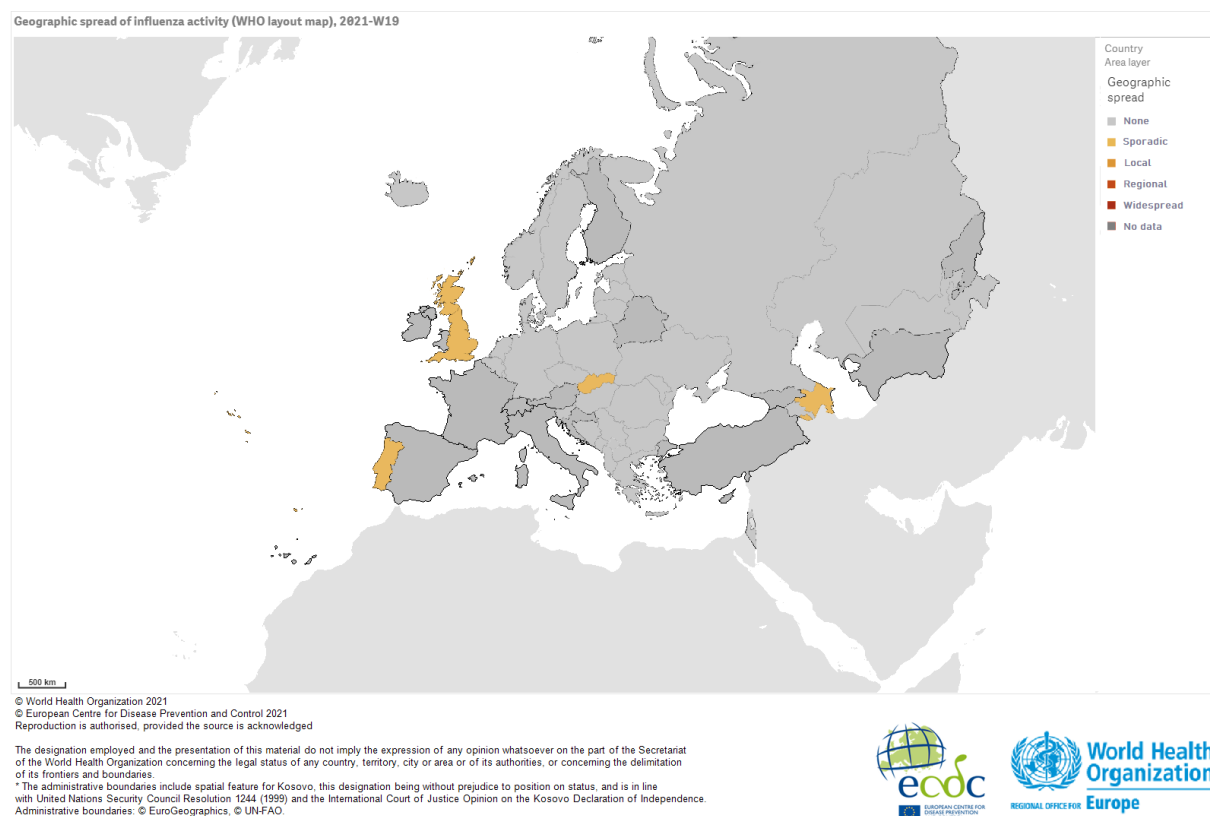 Geographic spread of influenza activity (WHO layout map), 2021-W19
Country
Area layer
Geographic
spread
None
Sporadic
Local
Regional
Widespread
No data
500 km
© World Health Organization 2021
© European Centre for Disease Prevention and Control 2021
Reproduction is authorised, provided the source is acknowledged
The designation employed and the presentation of this material do not imply the expression of any opinion whatsoever on the part of the Secretariat
of the World Health Organization concerning the legal status of any country, territory, city or area or of its authorities, or concerning the delimitation
of its frontiers and boundaries.
* The administrative boundaries include spatial feature for Kosovo, this designation being without prejudice to position on status, and is in line
with United Nations Security Council Resolution 1244 (1999) and the International Court of Justice Opinion on the Kosovo Declaration of Independence.
Administrative boundaries: © EuroGeographics, © UN-FAO.
ecdc
EUROPEAN CENTRE FOR
DISEASE PREVENTION
World Health
Organization
REGIONAL OFFICE FOR Europe